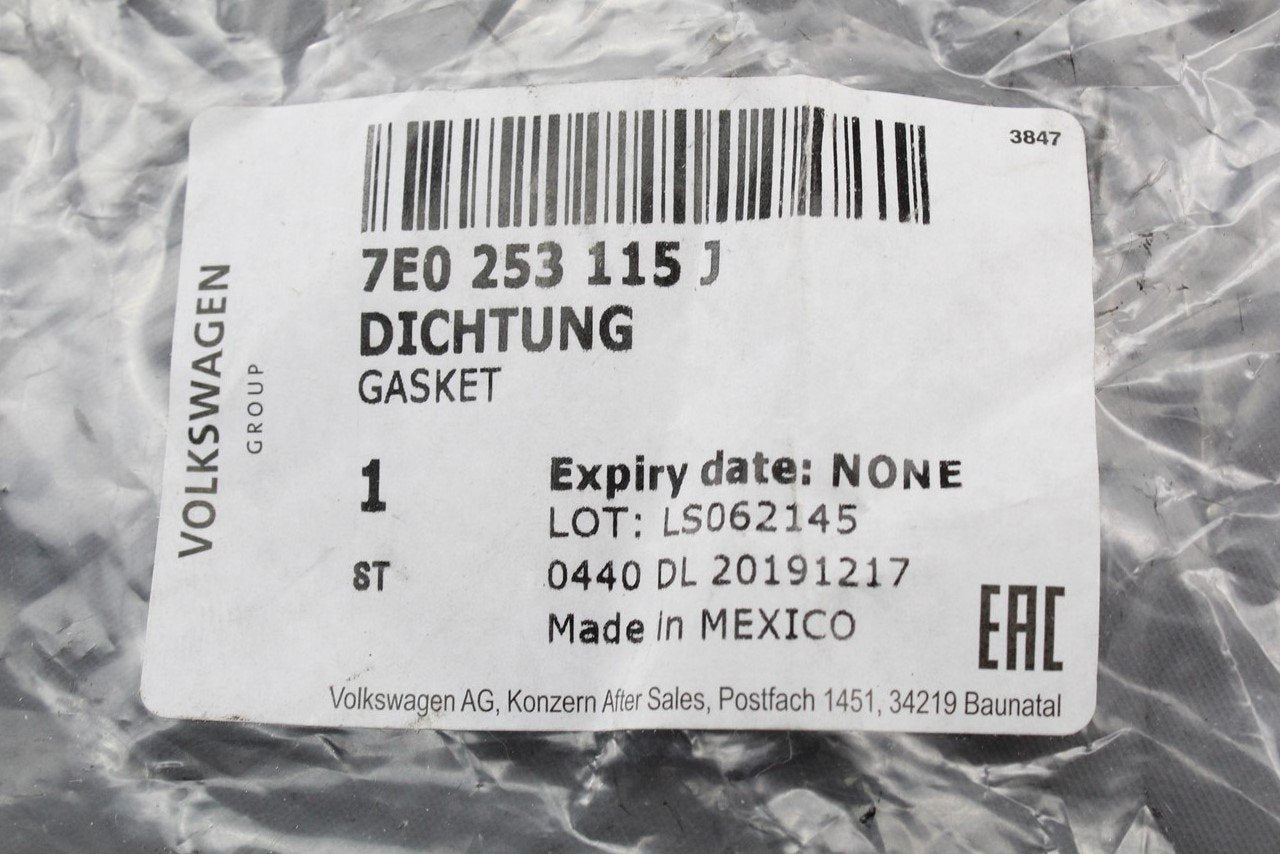 3847
7E0 253 115 J
DICHTUNG
GASKET
VOLKSWAGEN
GROUP
1
Expiry date: NONE
LOT: LS062145
ST
0440 DL 20191217
Made in MEXICO
EAC
Volkswagen AG, Konzern After Sales, Postfach 1451, 34219 Baunatal